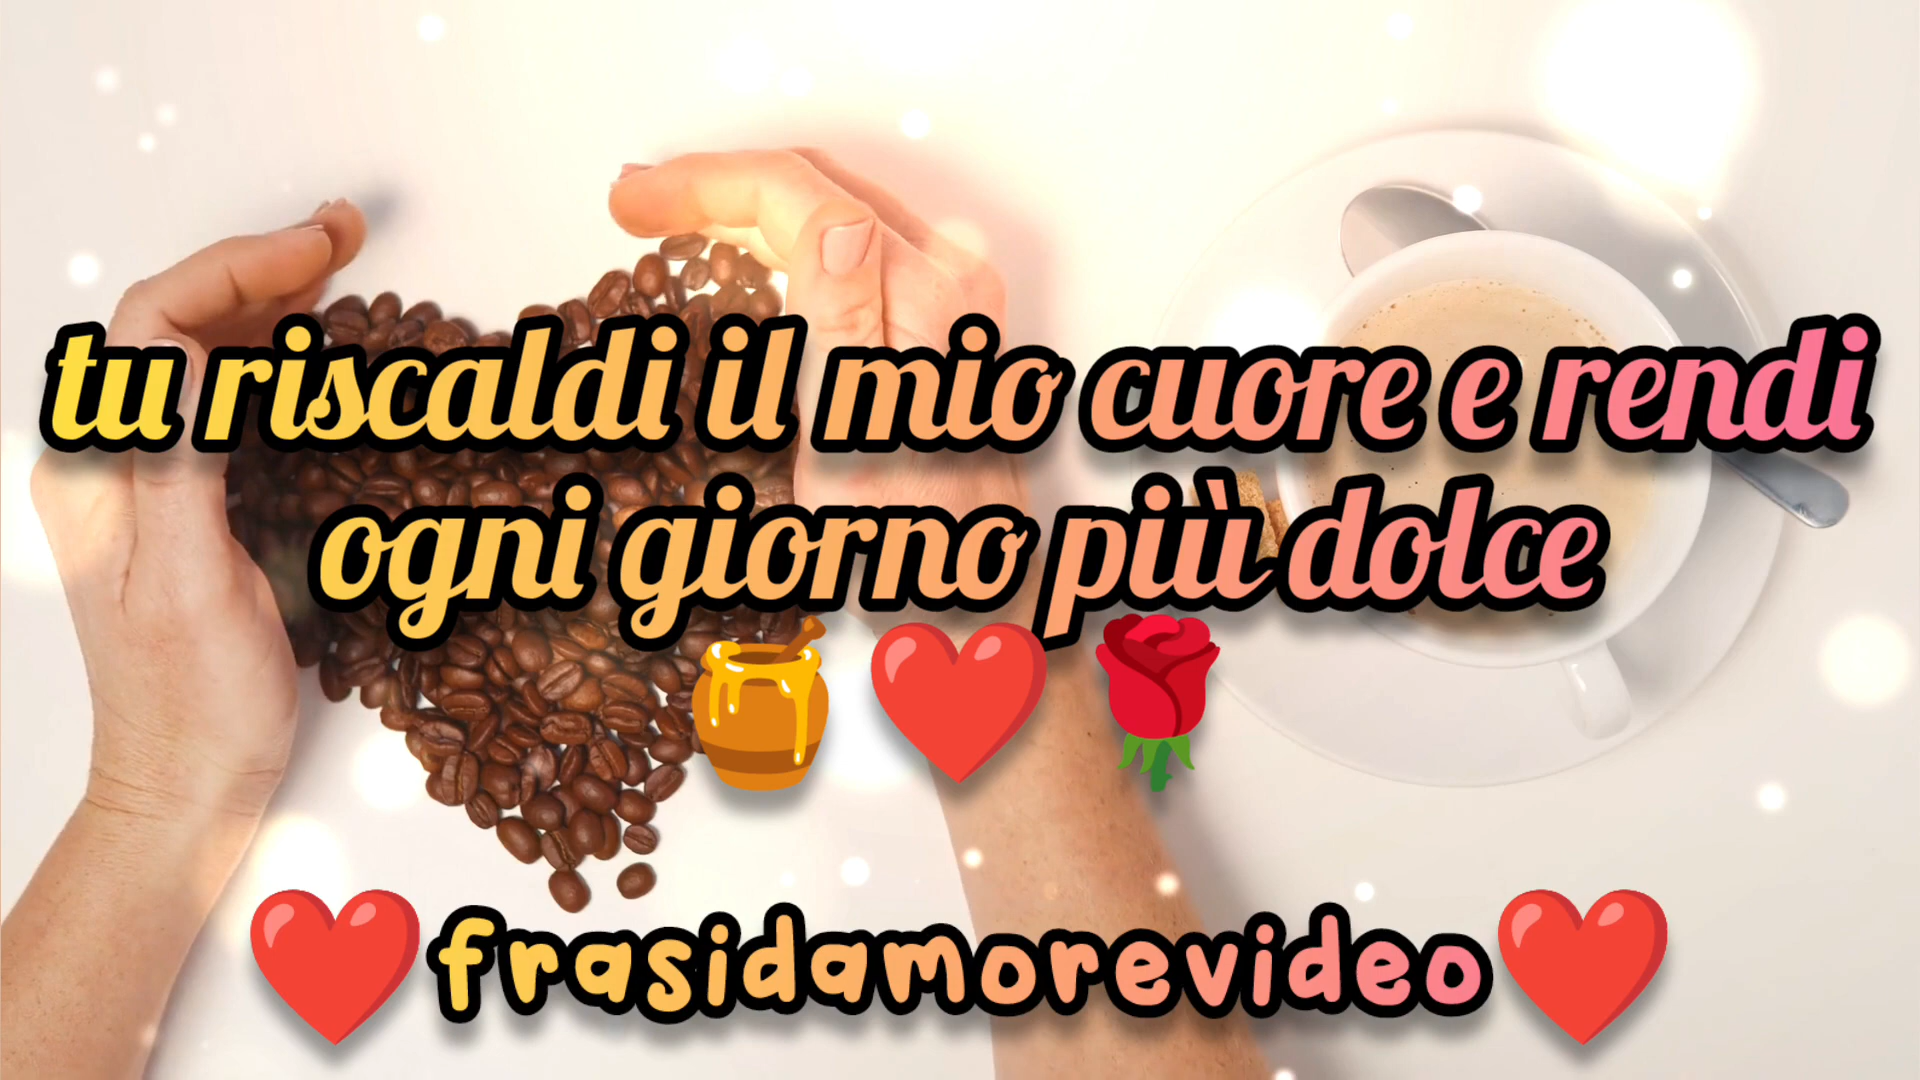 tu riscaldi il mio cuore e rendi
ogni giorno più dolce
🍯 ❤️ 🌹
❤️frasidamorevideo❤️